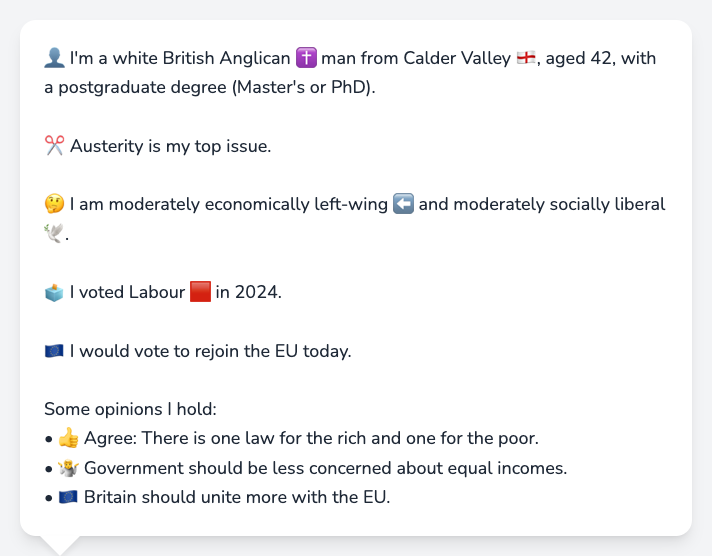 👤 I'm a white British Anglican ✝️ man from Calder Valley 🏴󠁧󠁢󠁥󠁮󠁧󠁿, aged 42, with
a postgraduate degree (Master's or PhD).
✂️ Austerity is my top issue.
🤔 I am moderately economically left-wing ⬅️ and moderately socially liberal
🕊️.
🗳️ I voted Labour 🟥 in 2024.
🇪🇺 I would vote to rejoin the EU today.
Some opinions I hold:
• 👍 Agree: There is one law for the rich and one for the poor.
• 🤷 Government should be less concerned about equal incomes.
• 🇪🇺 Britain should unite more with the EU.